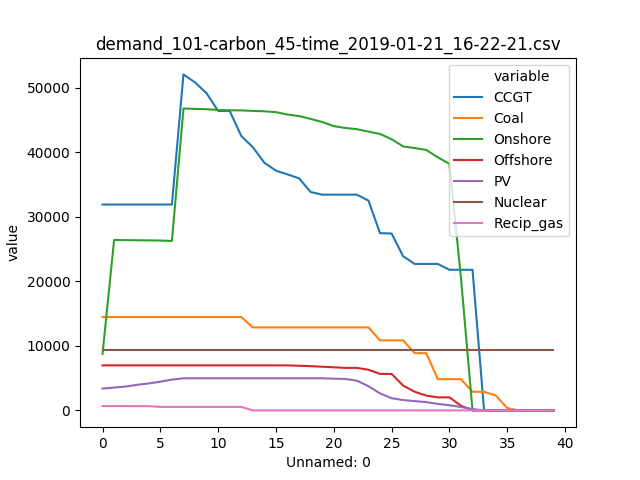 demand_101-carbon_45-time_2019-01-21_16-22-21.csv
variable
CCGT
Coal
Onshore
Offshore
PV
Nuclear
Recip_gas
value
50000
40000
30000
20000
10000
0
0 5 10 15 20 25 30 35 40
Unnamed: 0